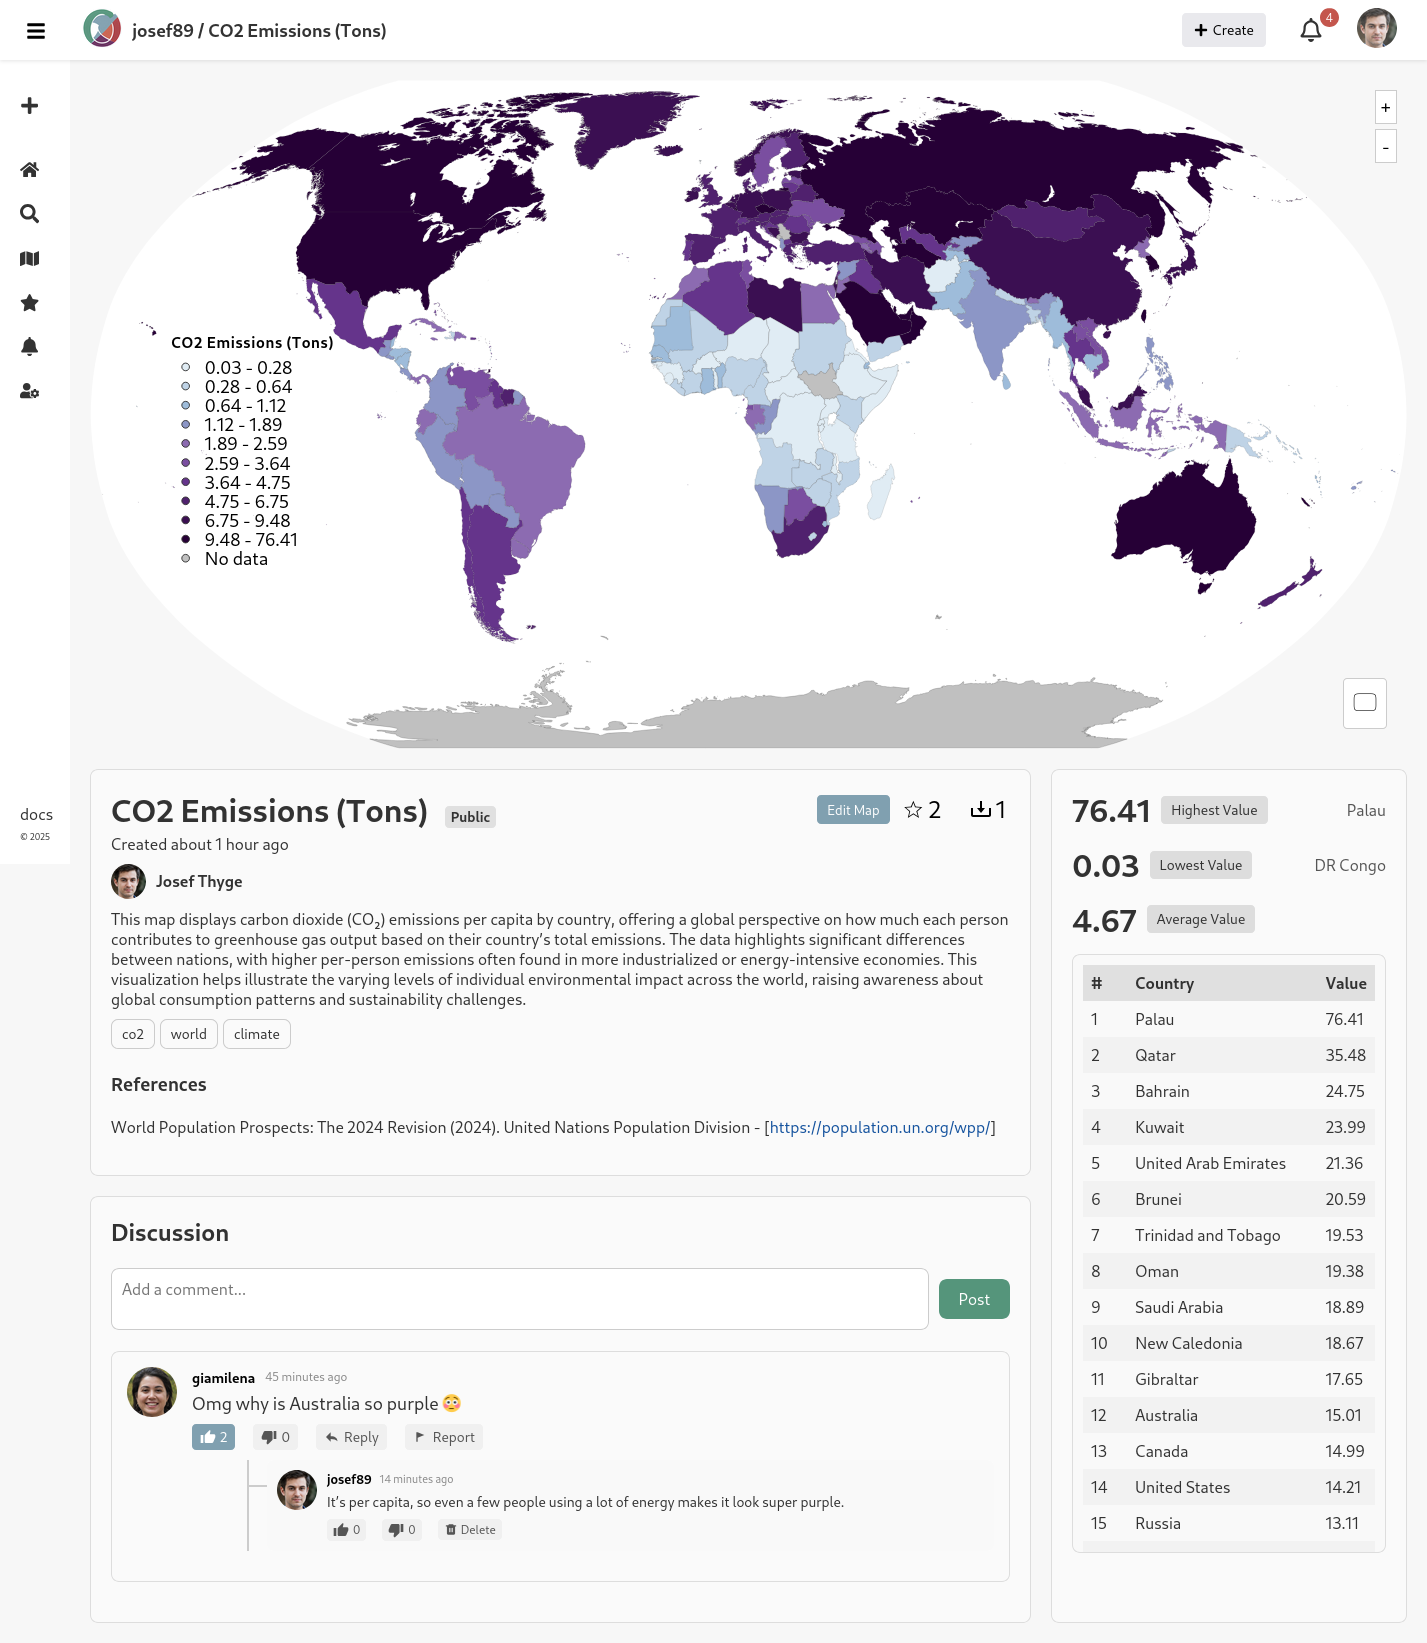 josef89 / CO2 Emissions (Tons)
Create
4
+
-
CO2 Emissions (Tons)
0.03 - 0.28
0.28 - 0.64
0.64 - 1.12
1.12 - 1.89
1.89 - 2.59
2.59 - 3.64
3.64 - 4.75
4.75 - 6.75
6.75 - 9.48
9.48 - 76.41
No data
docs
© 2025
CO2 Emissions (Tons) Public
Edit Map 2 1
Created about 1 hour ago
Josef Thyge
This map displays carbon dioxide (CO₂) emissions per capita by country, offering a global perspective on how much each person
contributes to greenhouse gas output based on their country's total emissions. The data highlights significant differences
between nations, with higher per-person emissions often found in more industrialized or energy-intensive economies. This
visualization helps illustrate the varying levels of individual environmental impact across the world, raising awareness about
global consumption patterns and sustainability challenges.
co2 world climate
References
World Population Prospects: The 2024 Revision (2024). United Nations Population Division - [https://population.un.org/wpp/]
Discussion
Add a comment...
Post
giamilena 45 minutes ago
Omg why is Australia so purple 😳
2 0 Reply Report
josef89 14 minutes ago
It's per capita, so even a few people using a lot of energy makes it look super purple.
0 0 Delete
76.41 Highest Value Palau
0.03 Lowest Value DR Congo
4.67 Average Value
# Country Value
1 Palau 76.41
2 Qatar 35.48
3 Bahrain 24.75
4 Kuwait 23.99
5 United Arab Emirates 21.36
6 Brunei 20.59
7 Trinidad and Tobago 19.53
8 Oman 19.38
9 Saudi Arabia 18.89
10 New Caledonia 18.67
11 Gibraltar 17.65
12 Australia 15.01
13 Canada 14.99
14 United States 14.21
15 Russia 13.11